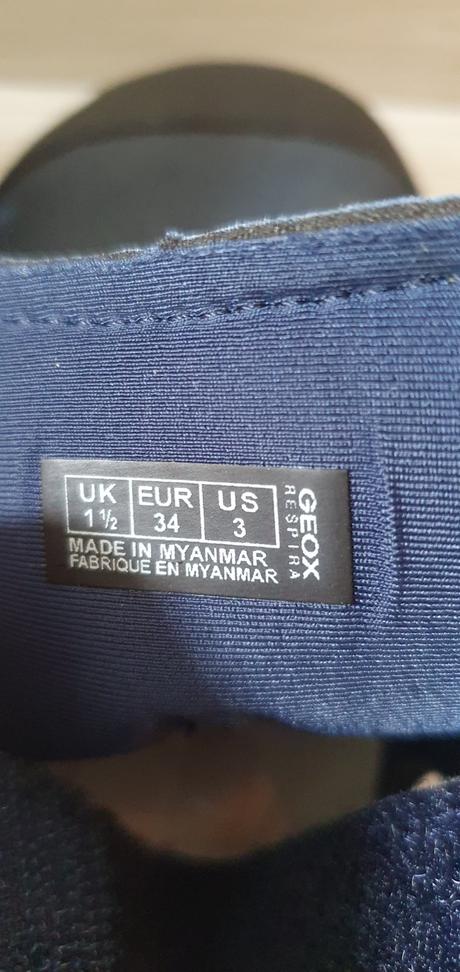 UK EUR US
1½ 34 3
MADE IN MYANMAR
FABRIQUE EN MYANMAR
GEOX
RESPIRA